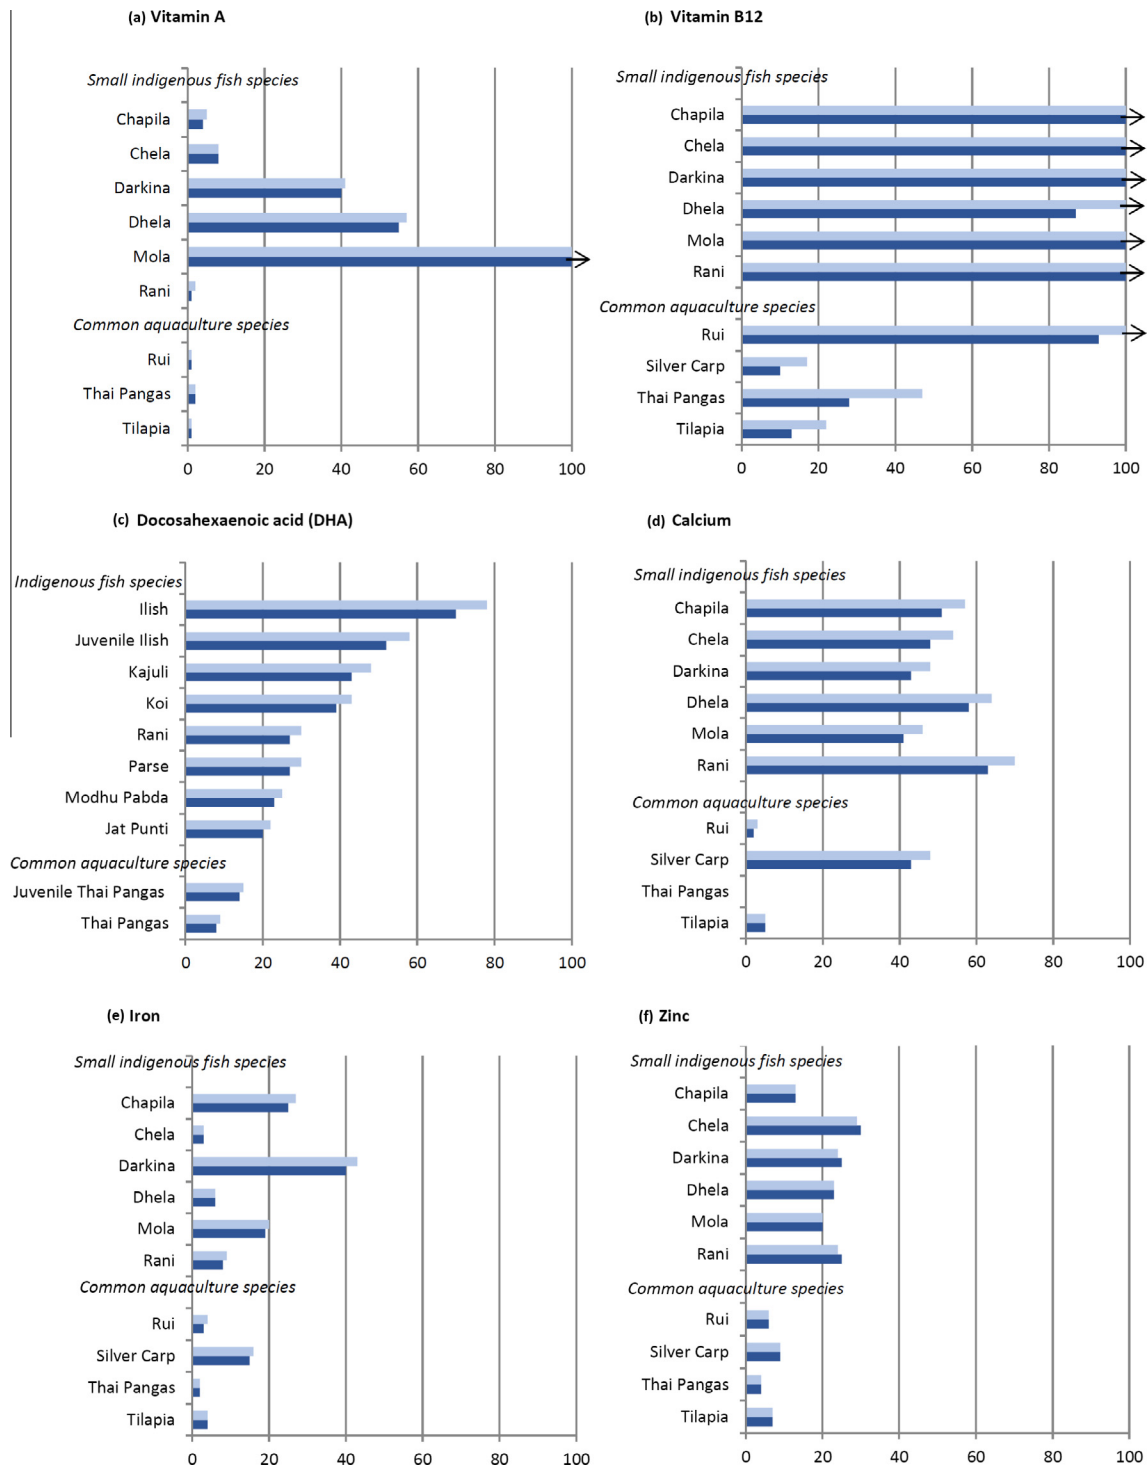 (a) Vitamin A
Small indigenous fish species
Chapila
Chela
Darkina
Dhela
Mola
Rani
Common aquaculture species
Rui
Thai Pangas
Tilapia
0 20 40 60 80 100
(b) Vitamin B12
Small indigenous fish species
Chapila
Chela
Darkina
Dhela
Mola
Rani
Common aquaculture species
Rui
Silver Carp
Thai Pangas
Tilapia
0 20 40 60 80 100
(c) Docosahexaenoic acid (DHA)
Indigenous fish species
Ilish
Juvenile Ilish
Kajuli
Koi
Rani
Parse
Modhu Pabda
Jat Punti
Common aquaculture species
Juvenile Thai Pangas
Thai Pangas
0 20 40 60 80 100
(d) Calcium
Small indigenous fish species
Chapila
Chela
Darkina
Dhela
Mola
Rani
Common aquaculture species
Rui
Silver Carp
Thai Pangas
Tilapia
0 20 40 60 80 100
(e) Iron
Small indigenous fish species
Chapila
Chela
Darkina
Dhela
Mola
Rani
Common aquaculture species
Rui
Silver Carp
Thai Pangas
Tilapia
0 20 40 60 80 100
(f) Zinc
Small indigenous fish species
Chapila
Chela
Darkina
Dhela
Mola
Rani
Common aquaculture species
Rui
Silver Carp
Thai Pangas
Tilapia
0 20 40 60 80 100